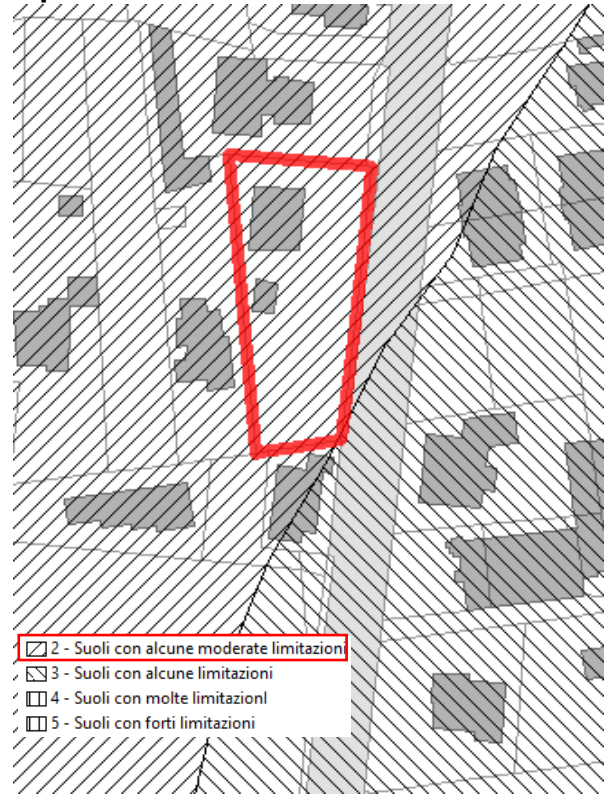 2 - Suoli con alcune moderate limitazioni
3 - Suoli con alcune limitazioni
4 - Suoli con molte limitazionI
5 - Suoli con forti limitazioni